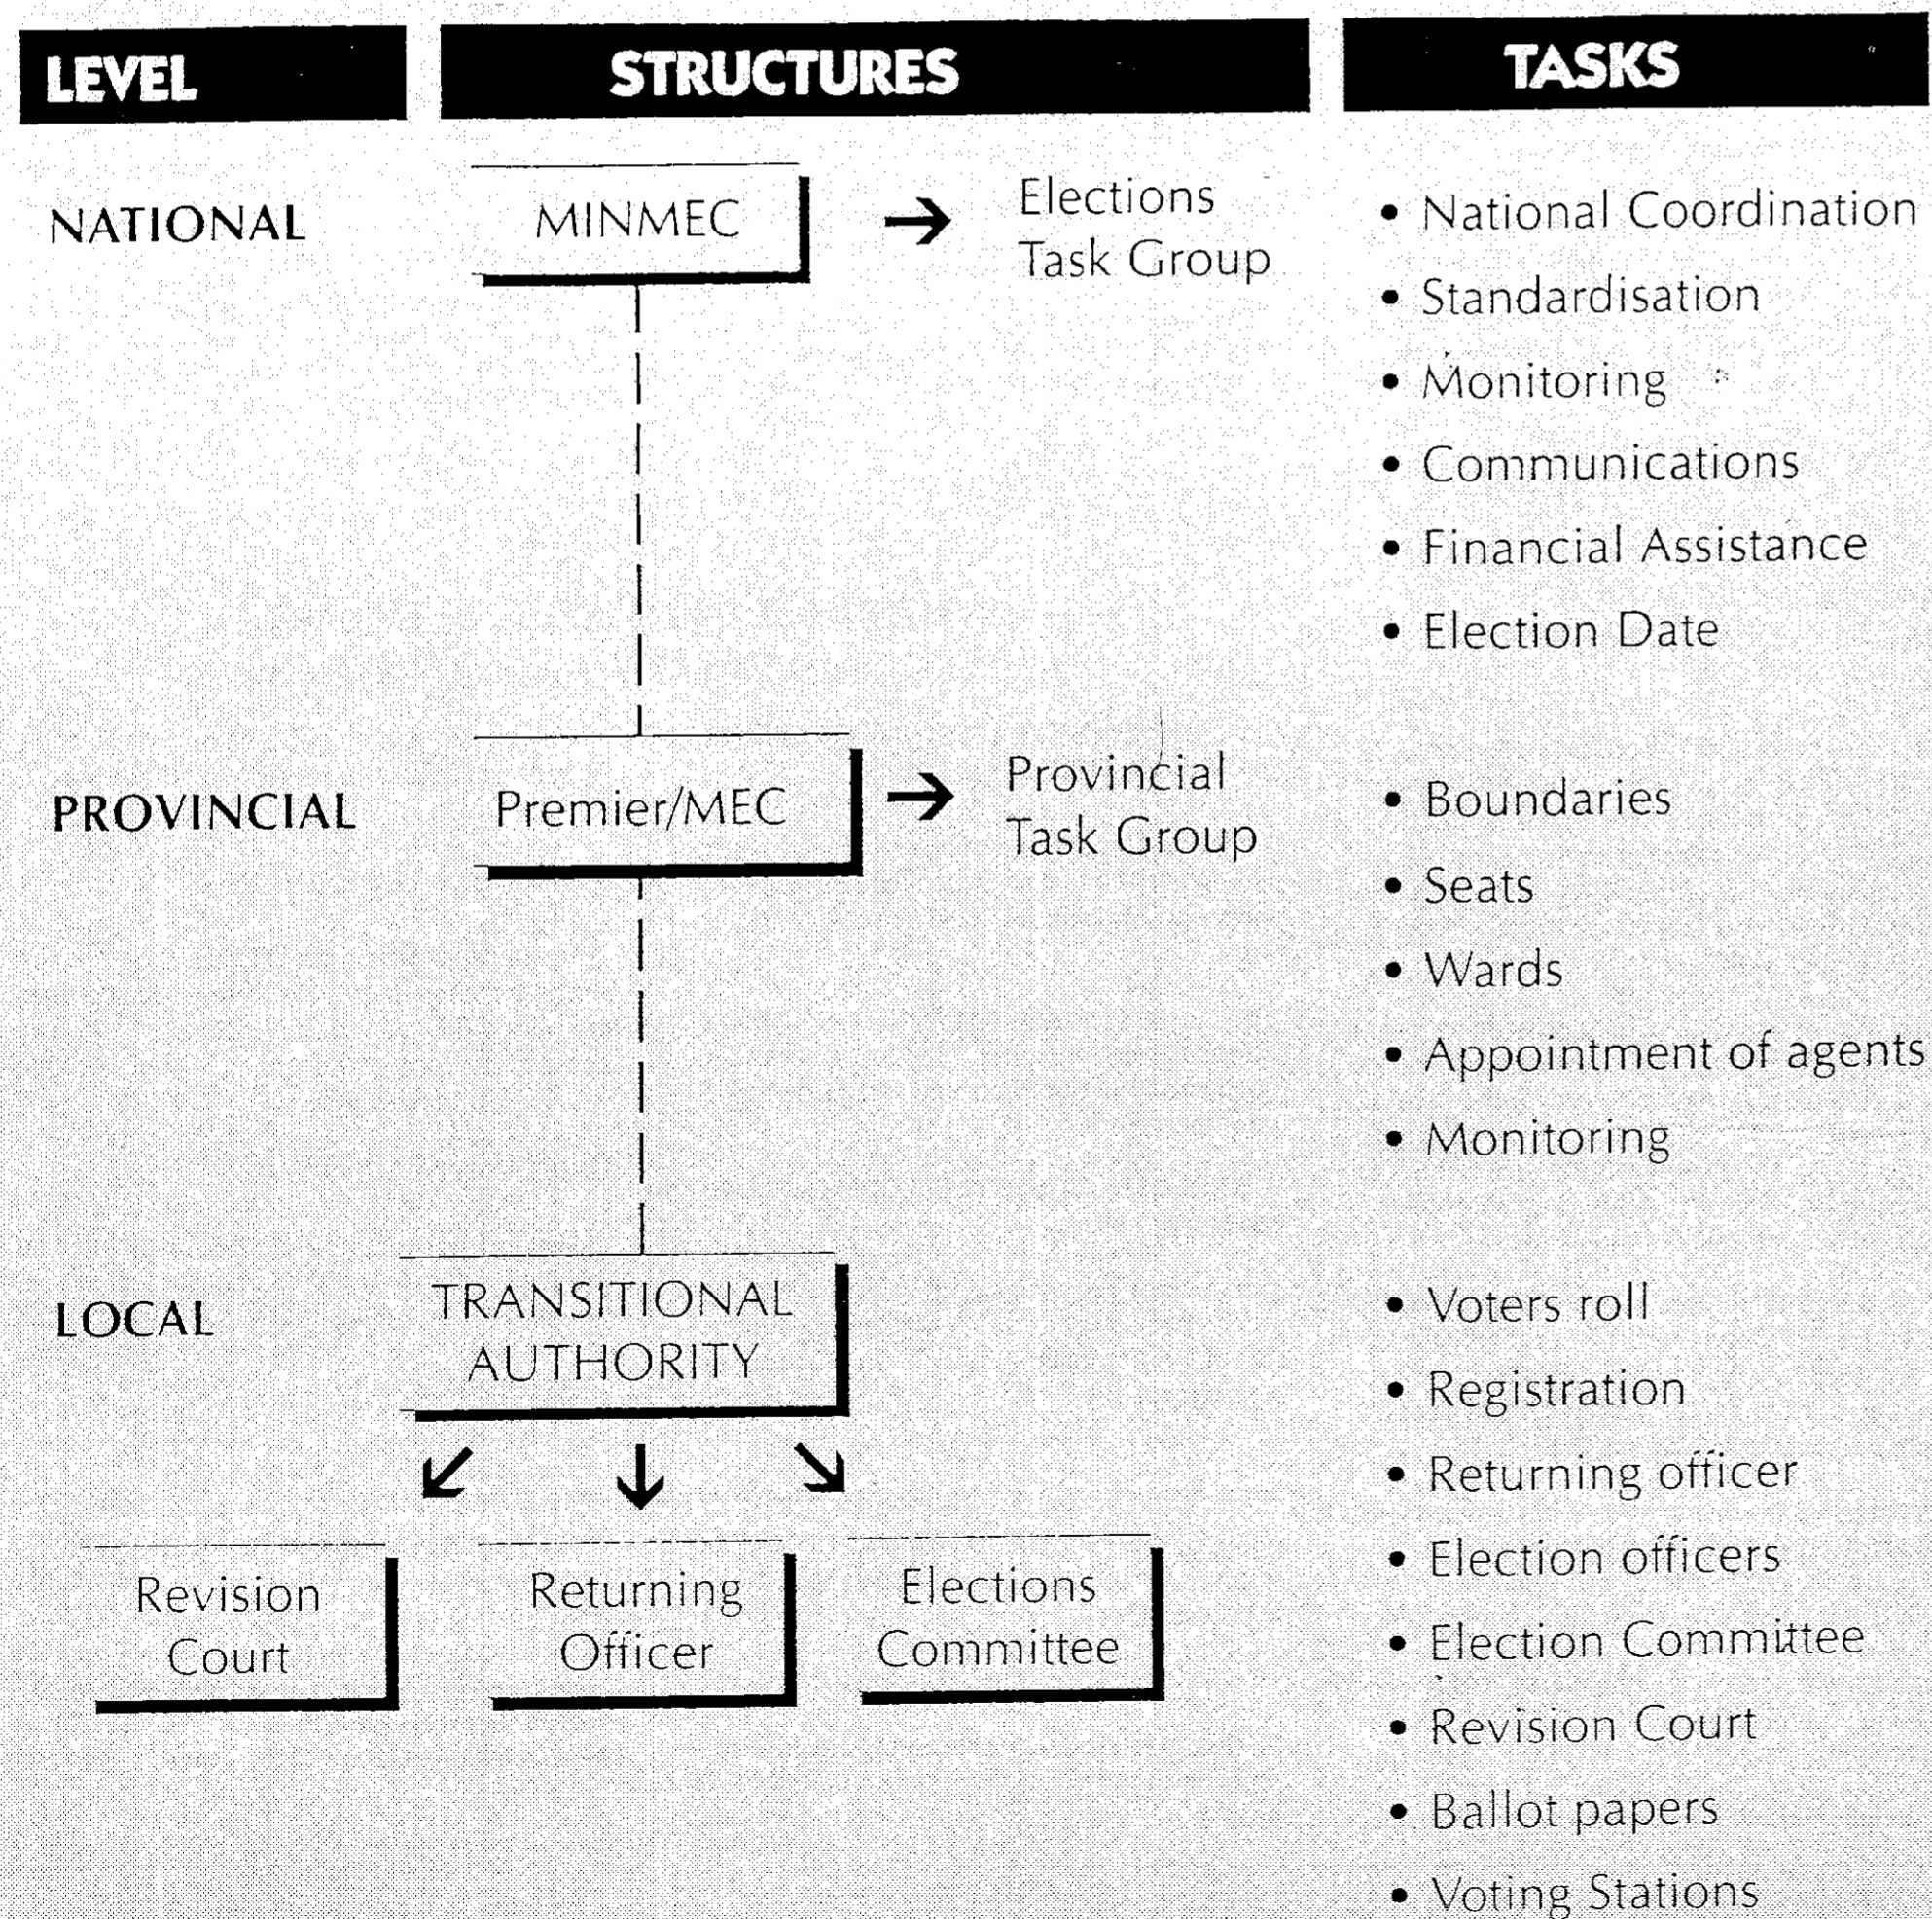 LEVEL
STRUCTURES
TASKS
NATIONAL
MINMEC
Elections
Task Group
• National Coordination
• Standardisation
• Monitoring
• Communications
• Financial Assistance
• Election Date
PROVINCIAL
Premier/MEC
Provincial
Task Group
• Boundaries
• Seats
• Wards
• Appointment of agents
• Monitoring
LOCAL
TRANSITIONAL
AUTHORITY
Revision
Court
Returning
Officer
Elections
Committee
• Voters roll
• Registration
• Returning officer
• Election officers
• Election Committee
• Revision Court
• Ballot papers
• Voting Stations